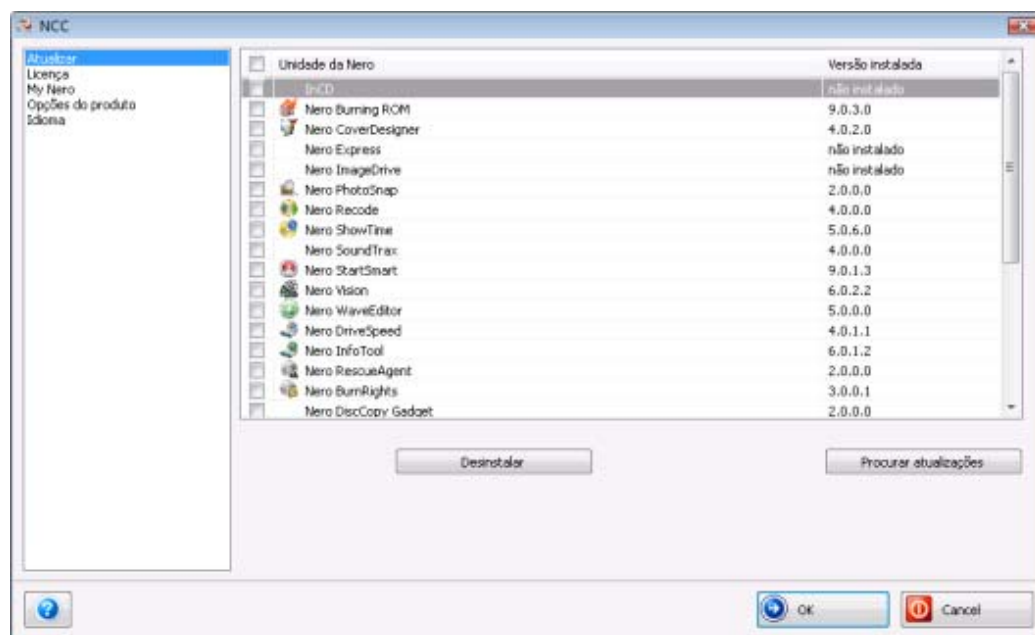 NCC
Atualizar
Licença
My Nero
Opções do produto
Idioma
Unidade da Nero Versão instalada
InCD não instalado
Nero Burning ROM 9.0.3.0
Nero CoverDesigner 4.0.2.0
Nero Express não instalado
Nero ImageDrive não instalado
Nero PhotoSnap 2.0.0.0
Nero Recode 4.0.0.0
Nero ShowTime 5.0.6.0
Nero SoundTrax 4.0.0.0
Nero StartSmart 9.0.1.3
Nero Vision 6.0.2.2
Nero WaveEditor 5.0.0.0
Nero DriveSpeed 4.0.1.1
Nero InfoTool 6.0.1.2
Nero RescueAgent 2.0.0.0
Nero BurnRights 3.0.0.1
Nero DiscCopy Gadget 2.0.0.0
Desinstalar Procurar atualizações
OK Cancel